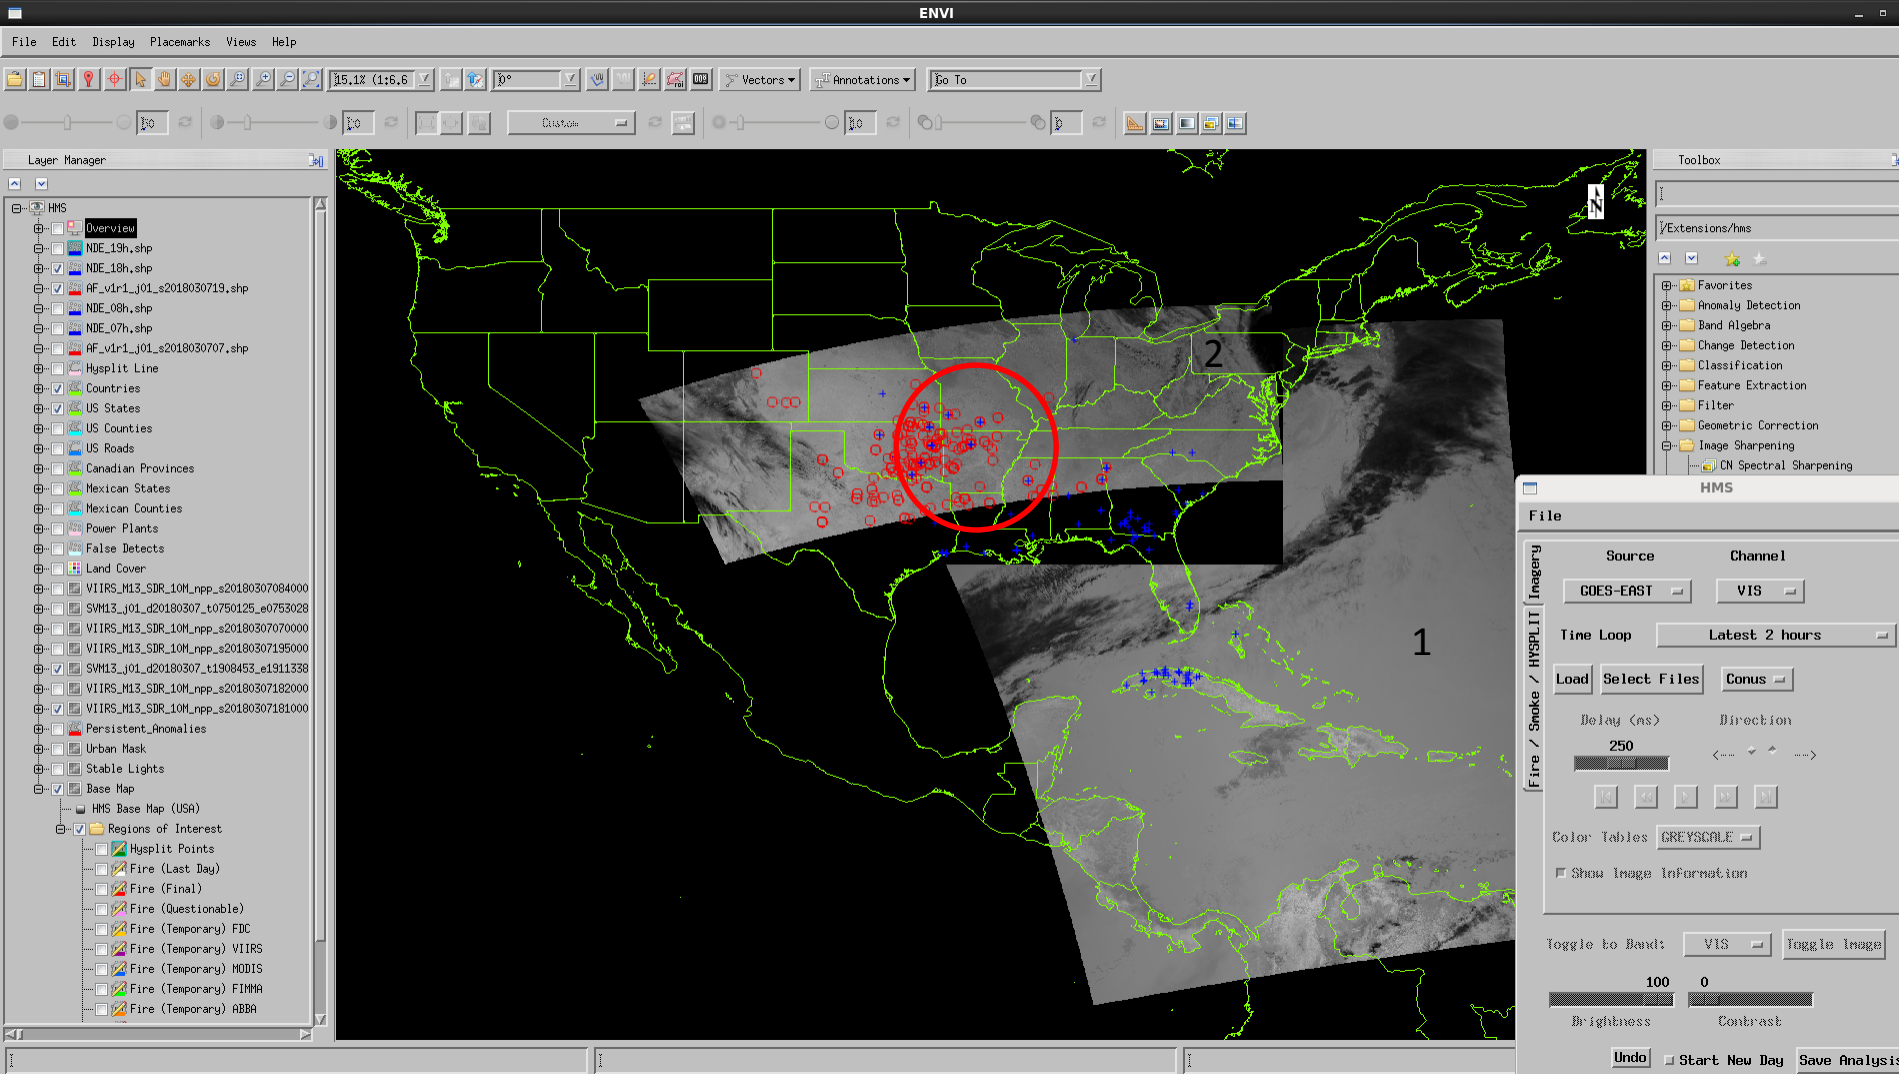 ENVI
File Edit Display Placemarks Views Help
15.1% (1:6.6
0°
Vectors
Annotations
Go To
Custom
Layer Manager
HMS
Overview
NDE_19h.shp
NDE_18h.shp
AF_v1r1_j01_s2018030719.shp
NDE_08h.shp
NDE_07h.shp
AF_v1r1_j01_s2018030707.shp
Hysplit Line
Countries
US States
US Counties
US Roads
Canadian Provinces
Mexican States
Mexican Counties
Power Plants
False Detects
Land Cover
VIIRS_M13_SDR_10M_npp_s20180307084000
SVM13_j01_d20180307_t0750125_e0753028
VIIRS_M13_SDR_10M_npp_s20180307070000
VIIRS_M13_SDR_10M_npp_s20180307195000
SVM13_j01_d20180307_t1908453_e1911338
VIIRS_M13_SDR_10M_npp_s20180307182000
VIIRS_M13_SDR_10M_npp_s20180307181000
Persistent_Anomalies
Urban Mask
Stable Lights
Base Map
HMS Base Map (USA)
Regions of Interest
Hysplit Points
Fire (Last Day)
Fire (Final)
Fire (Questionable)
Fire (Temporary) FDC
Fire (Temporary) VIIRS
Fire (Temporary) MODIS
Fire (Temporary) FIMMA
Fire (Temporary) ABBA
N
2
1
Toolbox
/Extensions/hms
Favorites
Anomaly Detection
Band Algebra
Change Detection
Classification
Feature Extraction
Filter
Geometric Correction
Image Sharpening
CN Spectral Sharpening
HMS
File
Imagery
Fire / Smoke / HYSPLIT
Source Channel
GOES-EAST VIS
Time Loop Latest 2 hours
Load Select Files Conus
Delay (ms) Direction
250
<--- --->
Color Tables GREYSCALE
Show Image Information
Toggle to Band: VIS Toggle Image
100 0
Brightness Contrast
Undo Start New Day Save Analysis